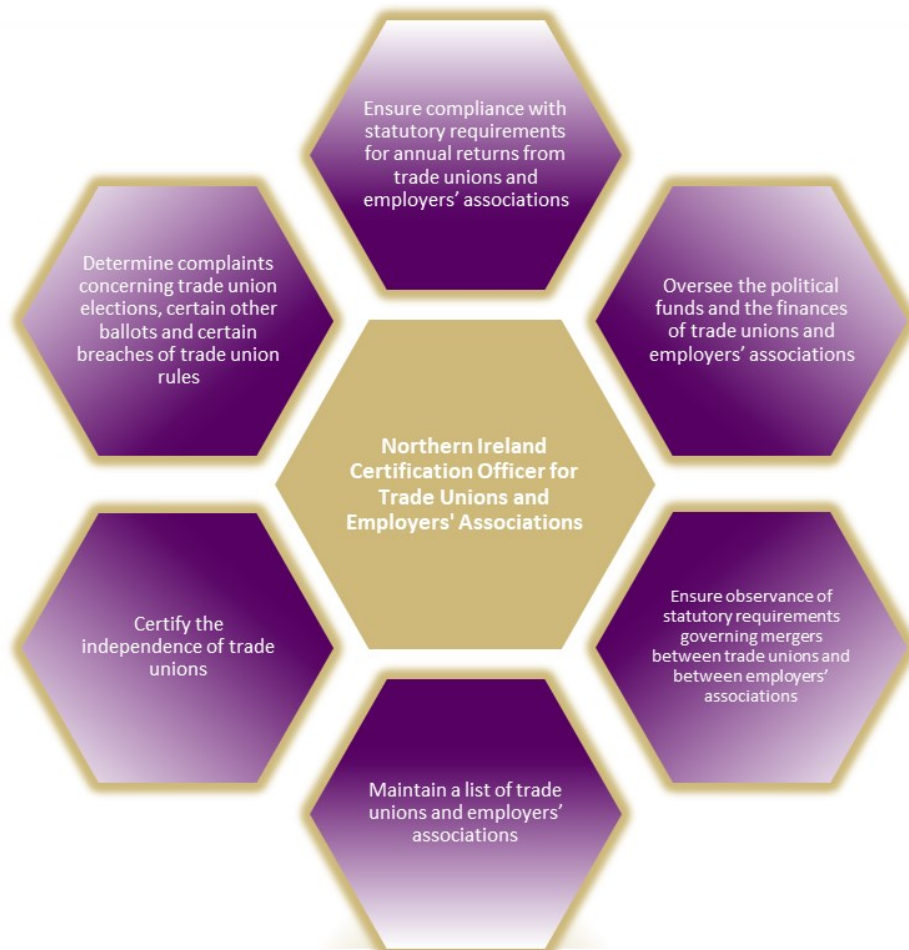 Ensure compliance with
statutory requirements
for annual returns from
trade unions and
employers’ associations
Determine complaints
concerning trade union
elections, certain other
ballots and certain
breaches of trade union
rules
Oversee the political
funds and the finances
of trade unions and
employers’ associations
Northern Ireland
Certification Officer for
Trade Unions and
Employers' Associations
Certify the
independence of trade
unions
Ensure observance of
statutory requirements
governing mergers
between trade unions and
between employers’
associations
Maintain a list of trade
unions and employers’
associations